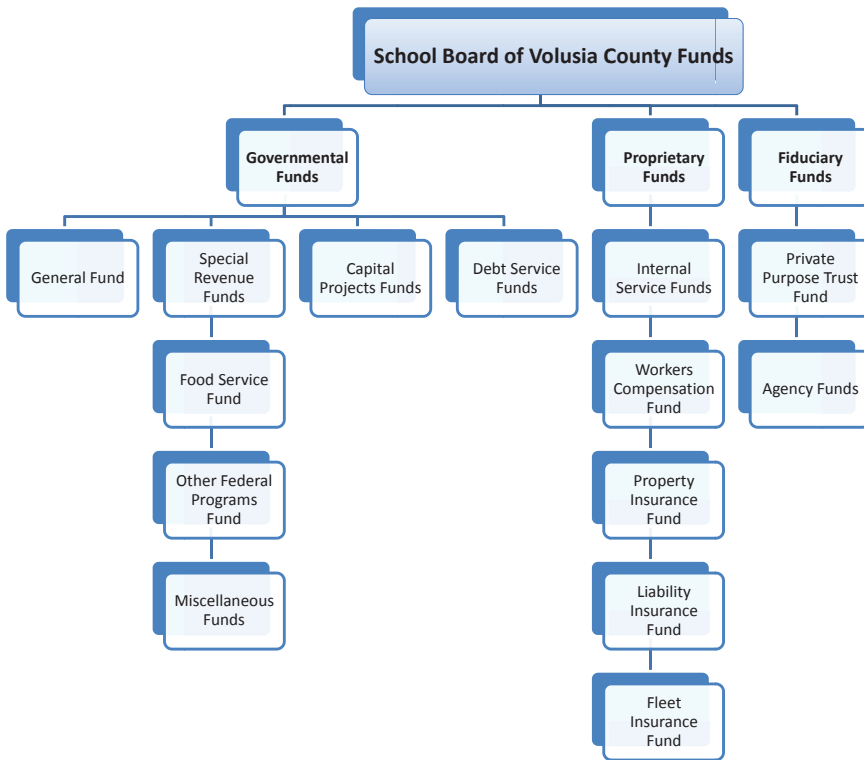 School Board of Volusia County Funds
Governmental
Funds
Proprietary
Funds
Fiduciary
Funds
General Fund
Special
Revenue
Funds
Capital
Projects Funds
Debt Service
Funds
Internal
Service Funds
Private
Purpose Trust
Fund
Food Service
Fund
Workers
Compensation
Fund
Agency Funds
Other Federal
Programs
Fund
Property
Insurance
Fund
Miscellaneous
Funds
Liability
Insurance
Fund
Fleet
Insurance
Fund